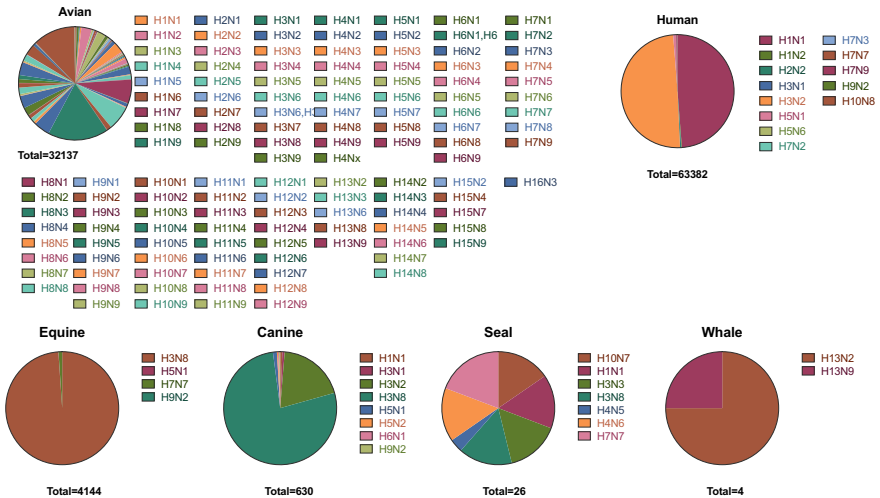 Avian
H1N1 H2N1 H3N1 H4N1 H5N1 H6N1 H7N1
H1N2 H2N2 H3N2 H4N2 H5N2 H6N1,H6 H7N2
H1N3 H2N3 H3N3 H4N3 H5N3 H6N2 H7N3
H1N4 H2N4 H3N4 H4N4 H5N4 H6N3 H7N4
H1N5 H2N5 H3N5 H4N5 H5N5 H6N4 H7N5
H1N6 H2N6 H3N6 H4N6 H5N6 H6N5 H7N6
H1N7 H2N7 H3N6,H3 H4N7 H5N7 H6N6 H7N7
H1N8 H2N8 H3N7 H4N8 H5N8 H6N7 H7N8
H1N9 H2N9 H3N8 H4N9 H5N9 H6N8 H7N9
H3N9 H4Nx H6N9
Total=32137
Human
H1N1 H7N3
H1N2 H7N7
H2N2 H7N9
H3N1 H9N2
H3N2 H10N8
H5N1
H5N6
H7N2
Total=63382
H8N1 H9N1 H10N1 H11N1 H12N1 H13N2 H14N2 H15N2 H16N3
H8N2 H9N2 H10N2 H11N2 H12N2 H13N3 H14N3 H15N4
H8N3 H9N3 H10N3 H11N3 H12N3 H13N6 H14N4 H15N7
H8N4 H9N4 H10N4 H11N4 H12N4 H13N8 H14N5 H15N8
H8N5 H9N5 H10N5 H11N5 H12N5 H13N9 H14N6 H15N9
H8N6 H9N6 H10N6 H11N6 H12N6 H14N7
H8N7 H9N7 H10N7 H11N7 H12N7 H14N8
H8N8 H9N8 H10N8 H11N8 H12N8
H9N9 H10N9 H11N9 H12N9
Equine
H3N8
H5N1
H7N7
H9N2
Total=4144
Canine
H1N1
H3N1
H3N2
H3N8
H5N1
H5N2
H6N1
H9N2
Total=630
Seal
H10N7
H1N1
H3N3
H3N8
H4N5
H4N6
H7N7
Total=26
Whale
H13N2
H13N9
Total=4